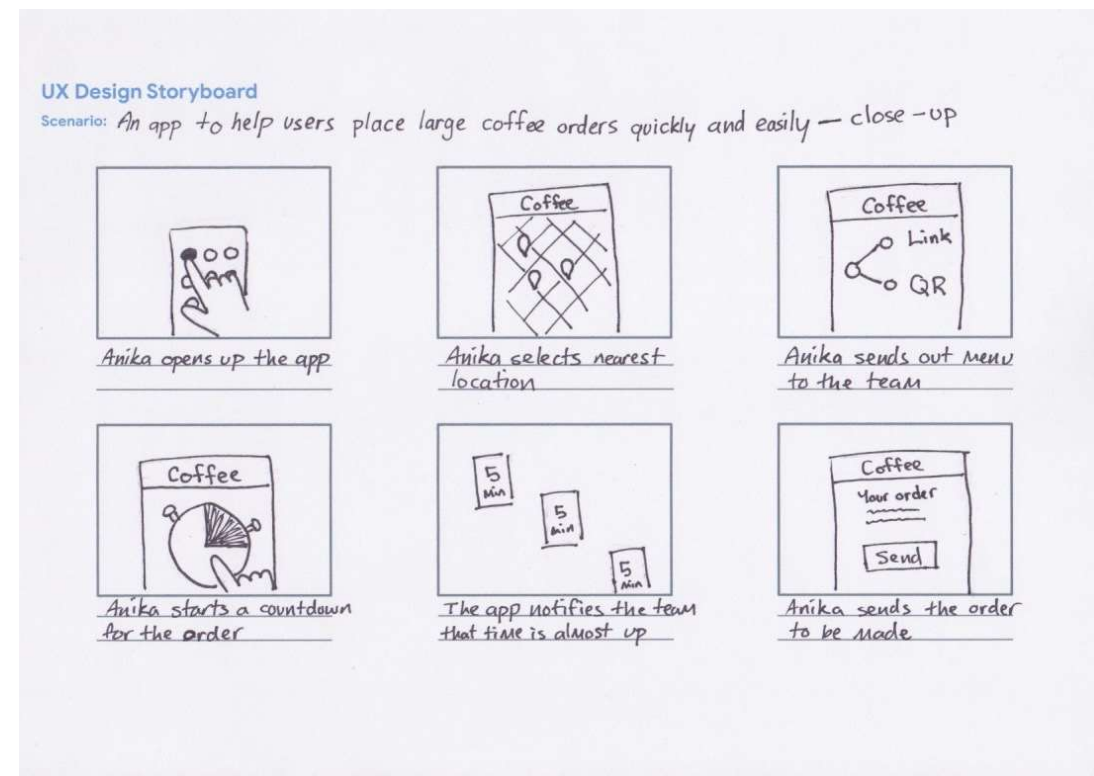 UX Design Storyboard
Scenario: An app to help users place large coffee orders quickly and easily — close-up
Coffee
Coffee
Link
QR
Anika opens up the app
Anika selects nearest
location
Anika sends out menu
to the team
Coffee
5
Min
5
min
5
Min
Coffee
Your order
Send
Anika starts a countdown
for the order
The app notifies the team
that time is almost up
Anika sends the order
to be made